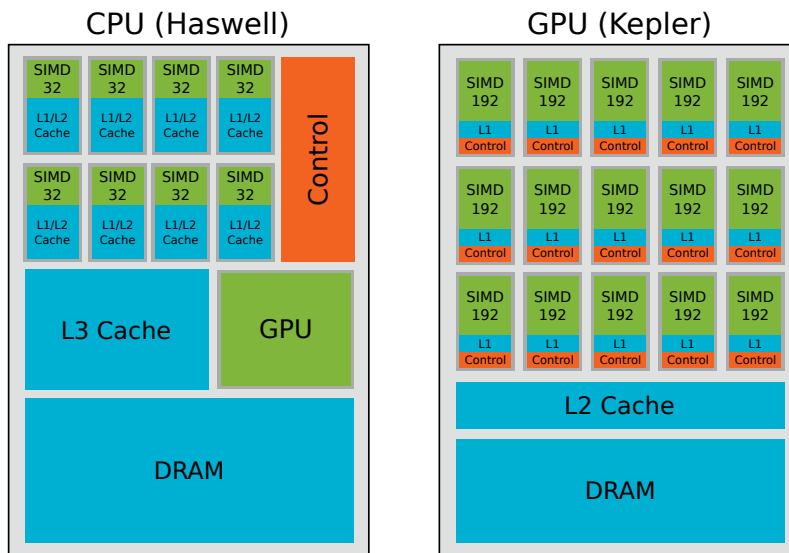 CPU (Haswell)
SIMD
32
L1/L2
Cache
SIMD
32
L1/L2
Cache
SIMD
32
L1/L2
Cache
SIMD
32
L1/L2
Cache
Control
SIMD
32
L1/L2
Cache
SIMD
32
L1/L2
Cache
SIMD
32
L1/L2
Cache
SIMD
32
L1/L2
Cache
L3 Cache
GPU
DRAM
GPU (Kepler)
SIMD
192
L1
Control
SIMD
192
L1
Control
SIMD
192
L1
Control
SIMD
192
L1
Control
SIMD
192
L1
Control
SIMD
192
L1
Control
SIMD
192
L1
Control
SIMD
192
L1
Control
SIMD
192
L1
Control
SIMD
192
L1
Control
SIMD
192
L1
Control
SIMD
192
L1
Control
SIMD
192
L1
Control
SIMD
192
L1
Control
SIMD
192
L1
Control
L2 Cache
DRAM